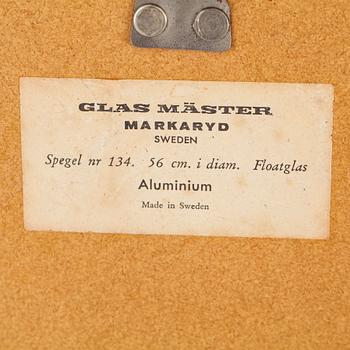 GLAS MÄSTER
MARKARYD
SWEDEN
Spegel nr 134. 56 cm. i diam. Floatglas
Aluminium
Made in Sweden